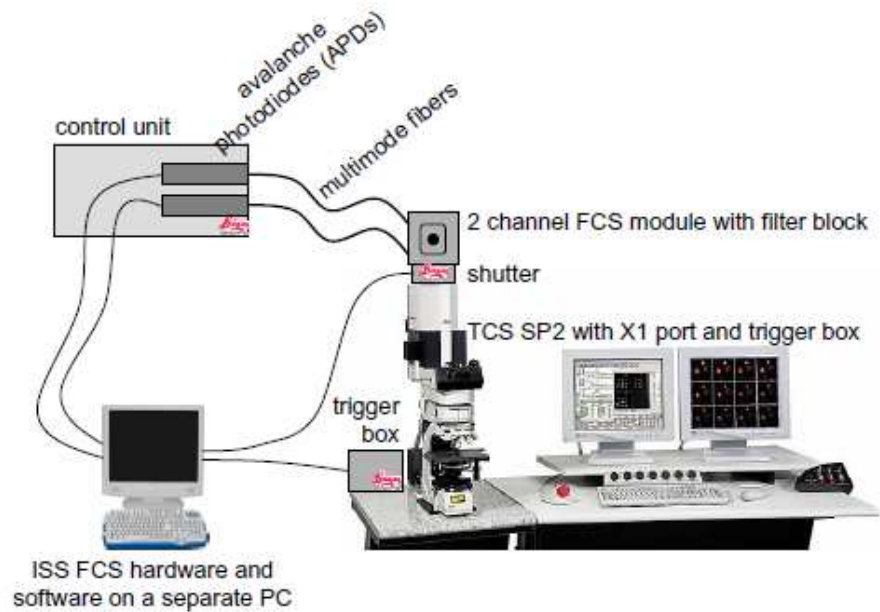 avalanche
photodiodes (APDs)
control unit
multimode fibers
2 channel FCS module with filter block
shutter
TCS SP2 with X1 port and trigger box
trigger
box
ISS FCS hardware and
software on a separate PC